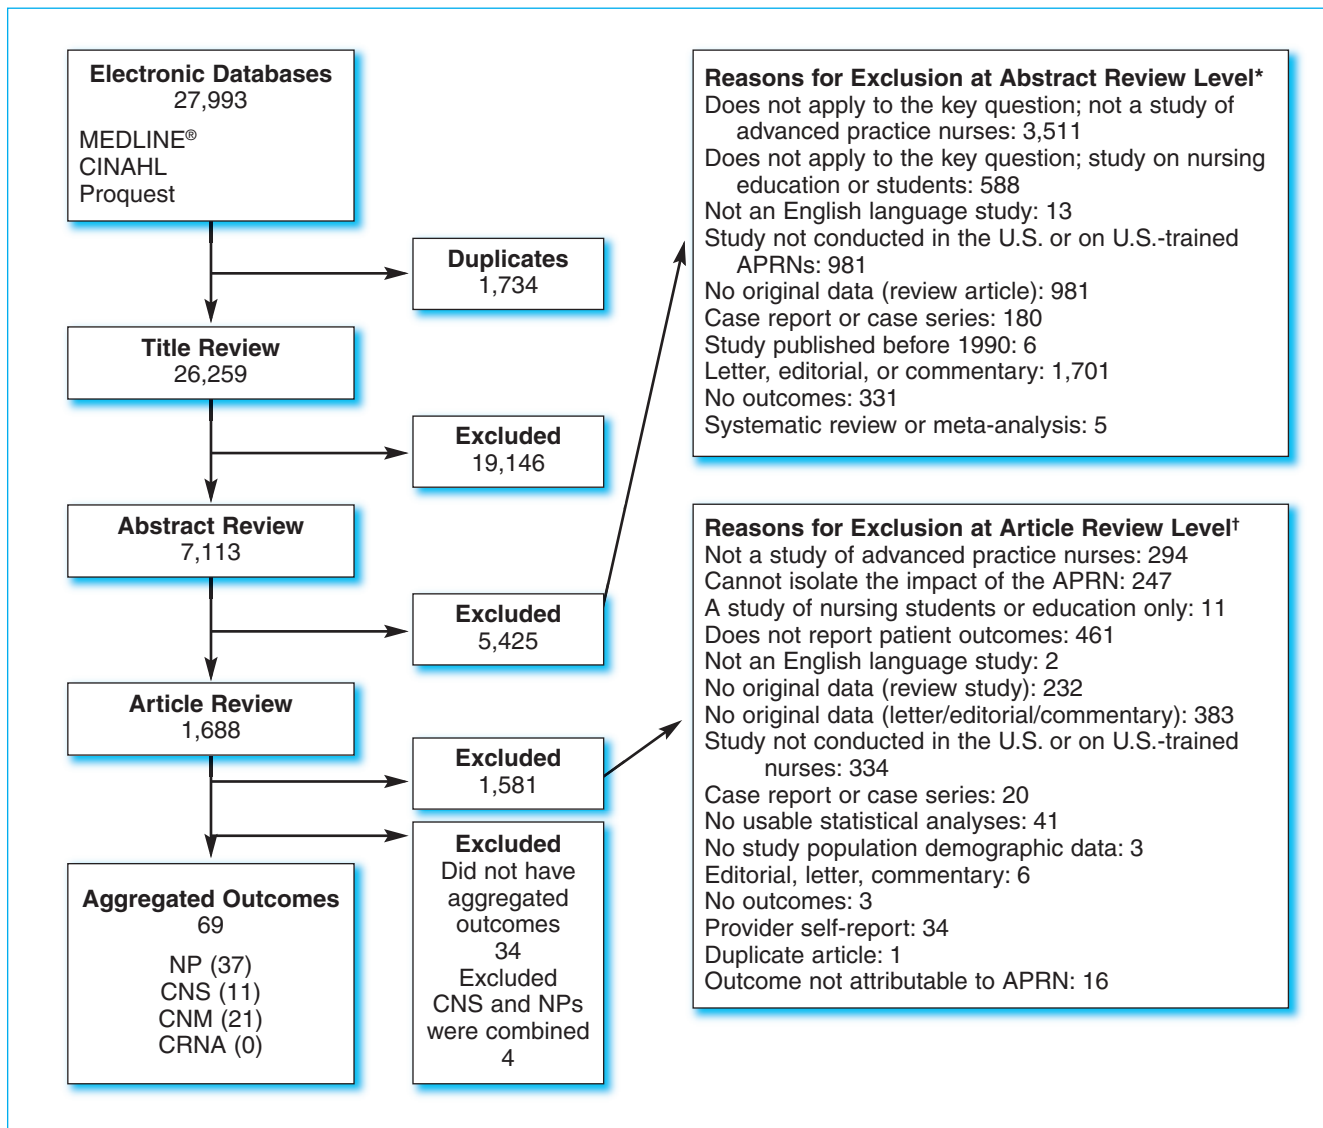 Electronic Databases
27,993
MEDLINE®
CINAHL
Proquest
Duplicates
1,734
Title Review
26,259
Excluded
19,146
Abstract Review
7,113
Excluded
5,425
Article Review
1,688
Excluded
1,581
Excluded
Did not have
aggregated
outcomes
34
Excluded
CNS and NPs
were combined
4
Aggregated Outcomes
69
NP (37)
CNS (11)
CNM (21)
CRNA (0)
Reasons for Exclusion at Abstract Review Level*
Does not apply to the key question; not a study of
advanced practice nurses: 3,511
Does not apply to the key question; study on nursing
education or students: 588
Not an English language study: 13
Study not conducted in the U.S. or on U.S.-trained
APRNs: 981
No original data (review article): 981
Case report or case series: 180
Study published before 1990: 6
Letter, editorial, or commentary: 1,701
No outcomes: 331
Systematic review or meta-analysis: 5
Reasons for Exclusion at Article Review Level†
Not a study of advanced practice nurses: 294
Cannot isolate the impact of the APRN: 247
A study of nursing students or education only: 11
Does not report patient outcomes: 461
Not an English language study: 2
No original data (review study): 232
No original data (letter/editorial/commentary): 383
Study not conducted in the U.S. or on U.S.-trained
nurses: 334
Case report or case series: 20
No usable statistical analyses: 41
No study population demographic data: 3
Editorial, letter, commentary: 6
No outcomes: 3
Provider self-report: 34
Duplicate article: 1
Outcome not attributable to APRN: 16